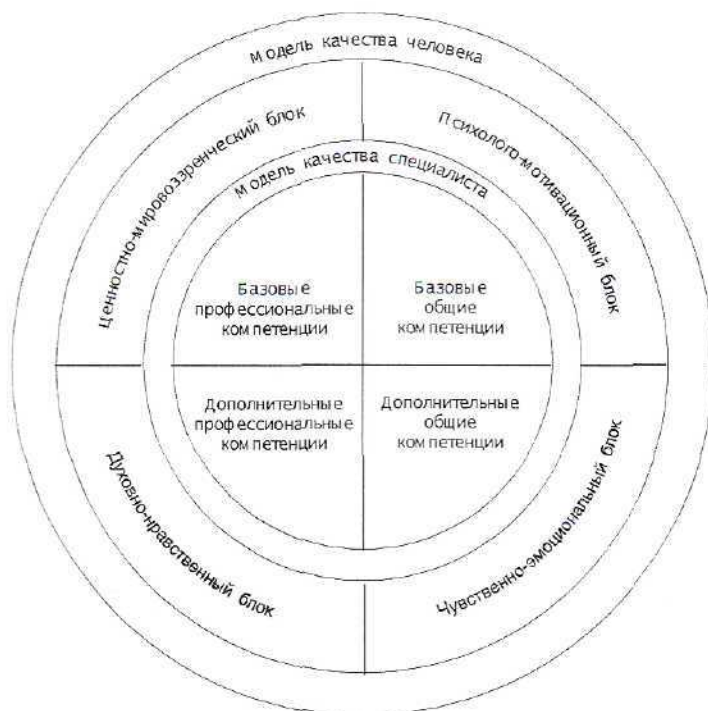 модель качества человека
Ценностно-мировоззренческий блок
Психолого-мотивационный блок
модель качества специалиста
Базовые
профессиональные
компетенции
Базовые
общие
компетенции
Дополнительные
профессиональные
компетенции
Дополнительные
общие
компетенции
Духовно-нравственный блок
Чувственно-эмоциональный блок